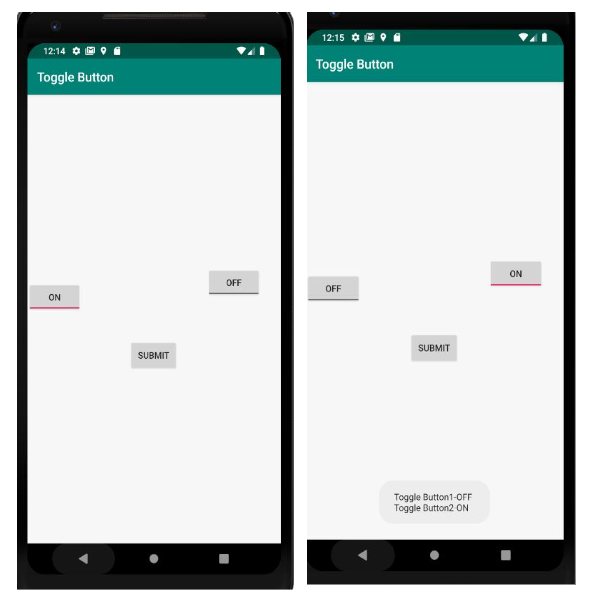 12:14
Toggle Button
OFF
ON
SUBMIT
12:15
Toggle Button
ON
OFF
SUBMIT
Toggle Button1-OFF
Toggle Button2-ON